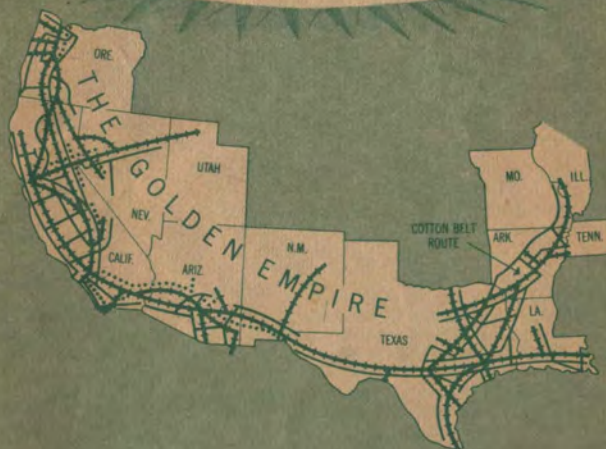 THE GOLDEN EMPIRE
ORE.
NEV.
UTAH
CALIF.
ARIZ.
N.M.
TEXAS
COTTON BELT
ROUTE
MO.
ILL.
ARK.
TENN.
LA.